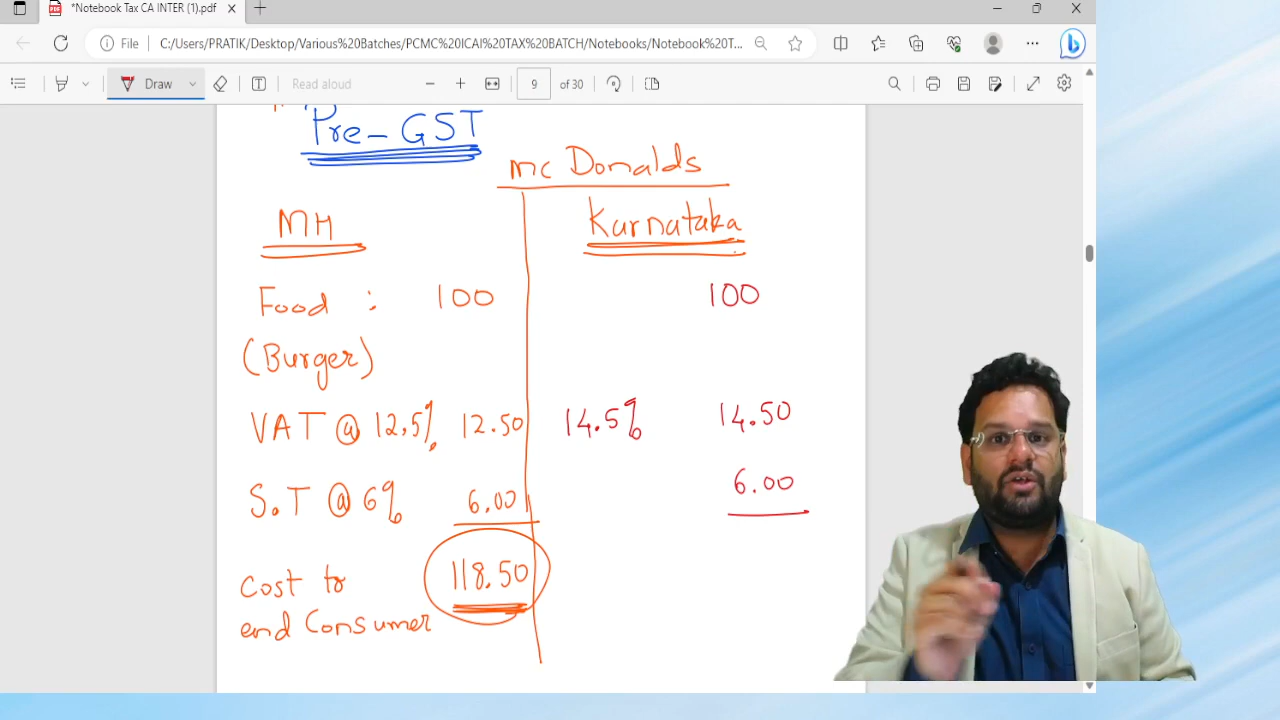 *Notebook Tax CA INTER (1).pdf
File C:/Users/PRATIK/Desktop/Various%20Batches/PCMC%20ICAI%20TAX%20BATCH/Notebooks/Notebook%20T...
Draw
Read aloud
9 of 30
Pre-GST
mc Donalds
MH Karnataka
Food : 100 100
(Burger)
VAT @ 12.5% 12.50 14.5% 14.50
S.T @ 6% 6.00 6.00
Cost to 118.50
end Consumer